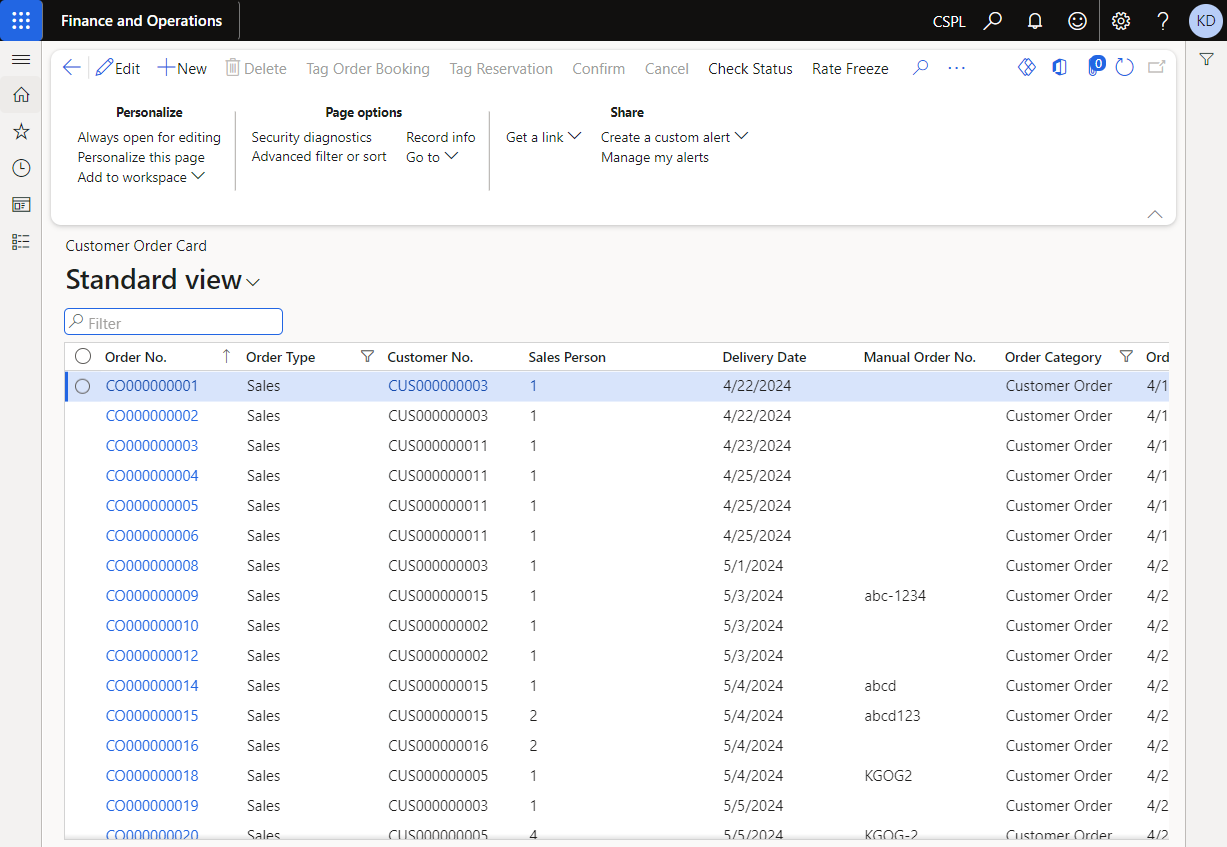 Finance and Operations CSPL KD
Edit New Delete Tag Order Booking Tag Reservation Confirm Cancel Check Status Rate Freeze 0
Personalize Page options Share
Always open for editing Security diagnostics Record info Get a link Create a custom alert
Personalize this page Advanced filter or sort Go to Manage my alerts
Add to workspace
Customer Order Card
Standard view
Filter
Order No. Order Type Customer No. Sales Person Delivery Date Manual Order No. Order Category Ord
CO000000001 Sales CUS000000003 1 4/22/2024 Customer Order 4/1
CO000000002 Sales CUS000000003 1 4/22/2024 Customer Order 4/1
CO000000003 Sales CUS000000011 1 4/23/2024 Customer Order 4/1
CO000000004 Sales CUS000000011 1 4/25/2024 Customer Order 4/1
CO000000005 Sales CUS000000011 1 4/25/2024 Customer Order 4/1
CO000000006 Sales CUS000000011 1 4/25/2024 Customer Order 4/1
CO000000008 Sales CUS000000003 1 5/1/2024 Customer Order 4/2
CO000000009 Sales CUS000000015 1 5/3/2024 abc-1234 Customer Order 4/2
CO000000010 Sales CUS000000002 1 5/3/2024 Customer Order 4/2
CO000000012 Sales CUS000000002 1 5/3/2024 Customer Order 4/2
CO000000014 Sales CUS000000015 1 5/4/2024 abcd Customer Order 4/2
CO000000015 Sales CUS000000015 2 5/4/2024 abcd123 Customer Order 4/2
CO000000016 Sales CUS000000016 2 5/4/2024 Customer Order 4/2
CO000000018 Sales CUS000000005 1 5/4/2024 KGOG2 Customer Order 4/2
CO000000019 Sales CUS000000003 1 5/5/2024 Customer Order 4/2
CO000000020 Sales CUS000000005 4 5/5/2024 KGOG-2 Customer Order 4/2